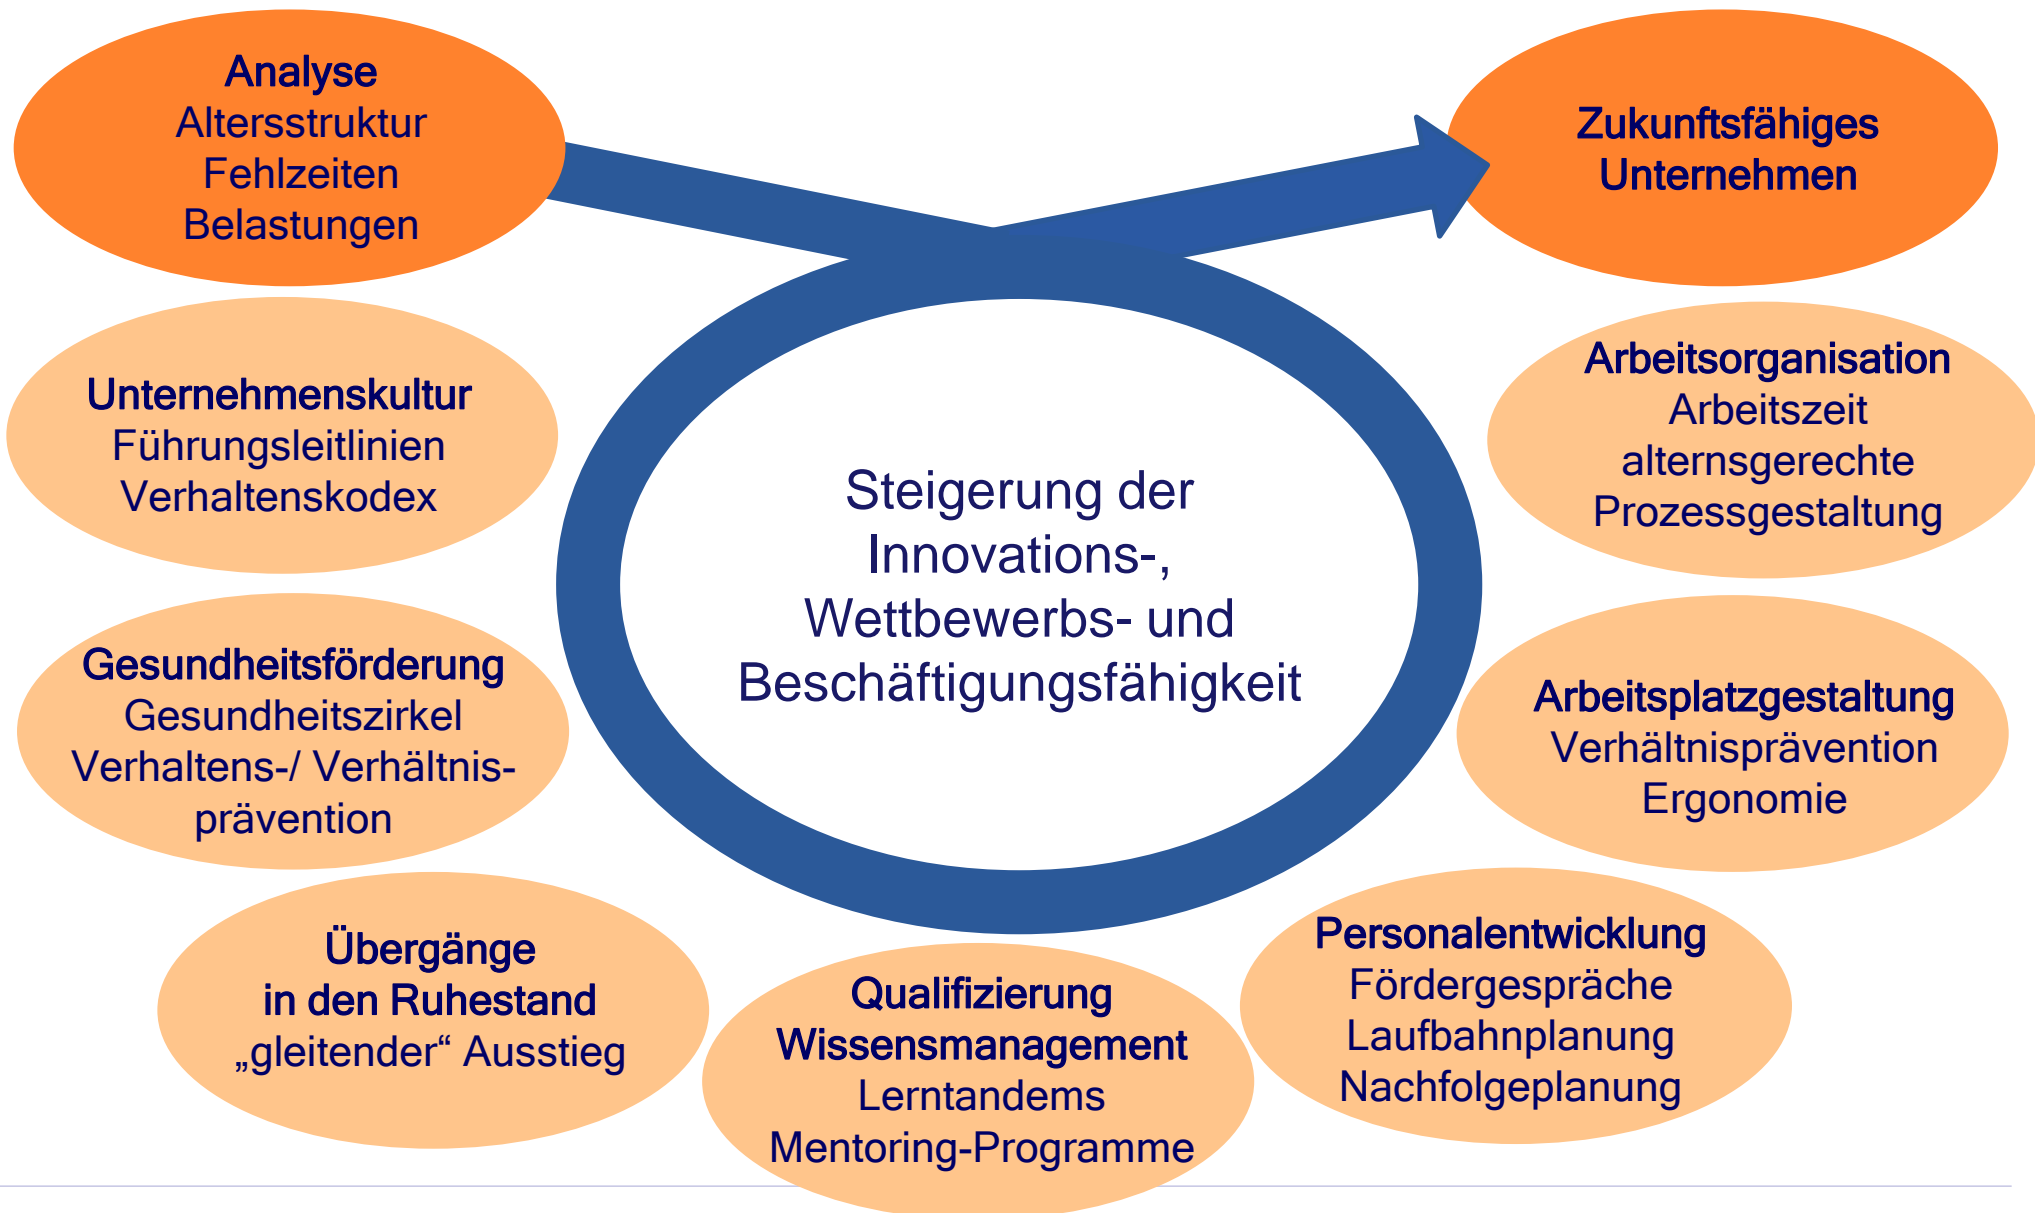 Analyse
Altersstruktur
Fehlzeiten
Belastungen
Zukunftsfähiges
Unternehmen
Unternehmenskultur
Führungsleitlinien
Verhaltenskodex
Arbeitsorganisation
Arbeitszeit
alternsgerechte
Prozessgestaltung
Steigerung der
Innovations-,
Wettbewerbs- und
Beschäftigungsfähigkeit
Gesundheitsförderung
Gesundheitszirkel
Verhaltens-/ Verhältnis-
prävention
Arbeitsplatzgestaltung
Verhältnisprävention
Ergonomie
Übergänge
in den Ruhestand
„gleitender“ Ausstieg
Qualifizierung
Wissensmanagement
Lerntandems
Mentoring-Programme
Personalentwicklung
Fördergespräche
Laufbahnplanung
Nachfolgeplanung